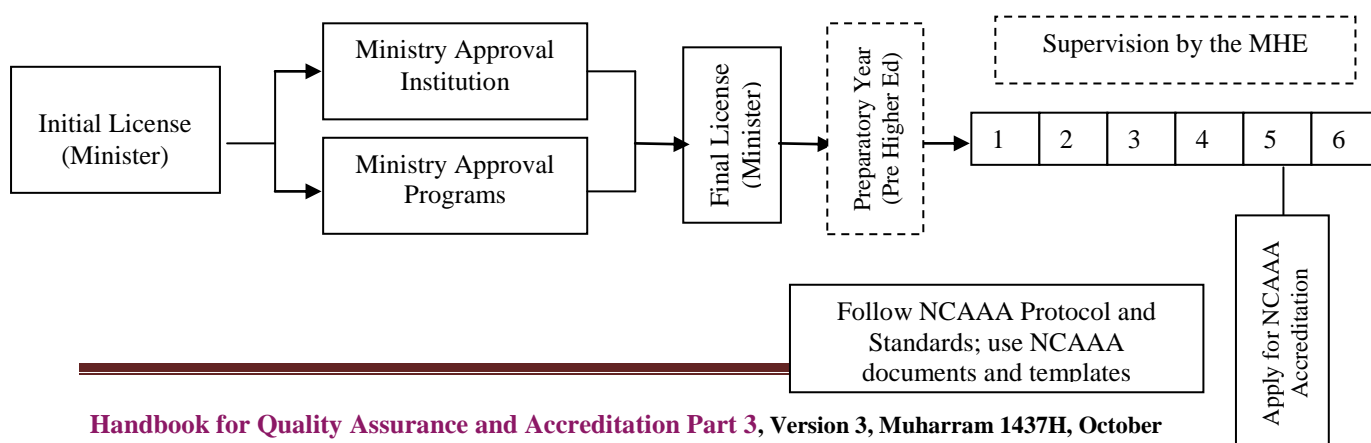 Initial License
(Minister)
Ministry Approval
Institution
Ministry Approval
Programs
Final License
(Minister)
Preparatory Year
(Pre Higher Ed)
Supervision by the MHE
1 2 3 4 5 6
Apply for NCAAA
Accreditation
Follow NCAAA Protocol and
Standards; use NCAAA
documents and templates
Handbook for Quality Assurance and Accreditation Part 3, Version 3, Muharram 1437H, October